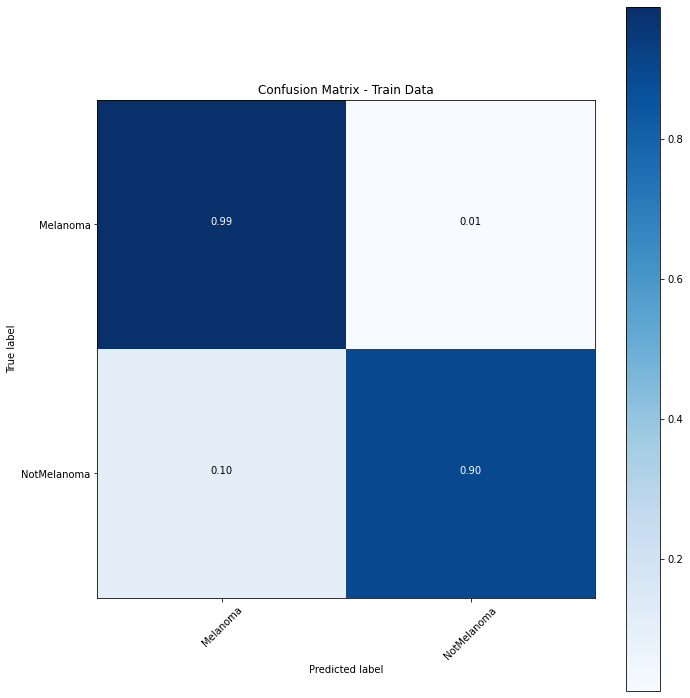 Confusion Matrix - Train Data
Melanoma
0.99
0.01
NotMelanoma
0.10
0.90
True label
Melanoma
NotMelanoma
Predicted label
0.8
0.6
0.4
0.2